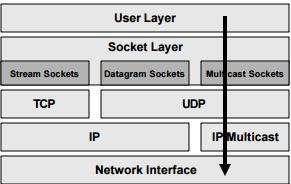 User Layer
Socket Layer
Stream Sockets Datagram Sockets Multicast Sockets
TCP UDP
IP IP Multicast
Network Interface